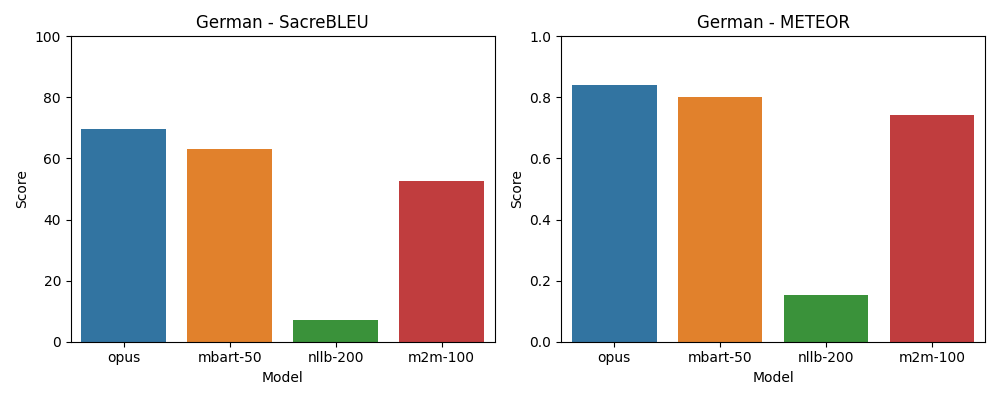 German - SacreBLEU
100
80
60
40
20
0
Score
opus mbart-50 nllb-200 m2m-100
Model
German - METEOR
1.0
0.8
0.6
0.4
0.2
0.0
Score
opus mbart-50 nllb-200 m2m-100
Model